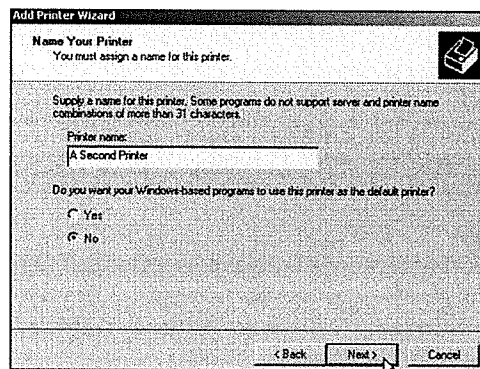 Add Printer Wizard
Name Your Printer
You must assign a name for this printer.
Supply a name for this printer. Some programs do not support server and printer name
combinations of more than 31 characters.
Printer name:
A Second Printer
Do you want your Windows-based programs to use this printer as the default printer?
Yes
No
< Back
Next >
Cancel